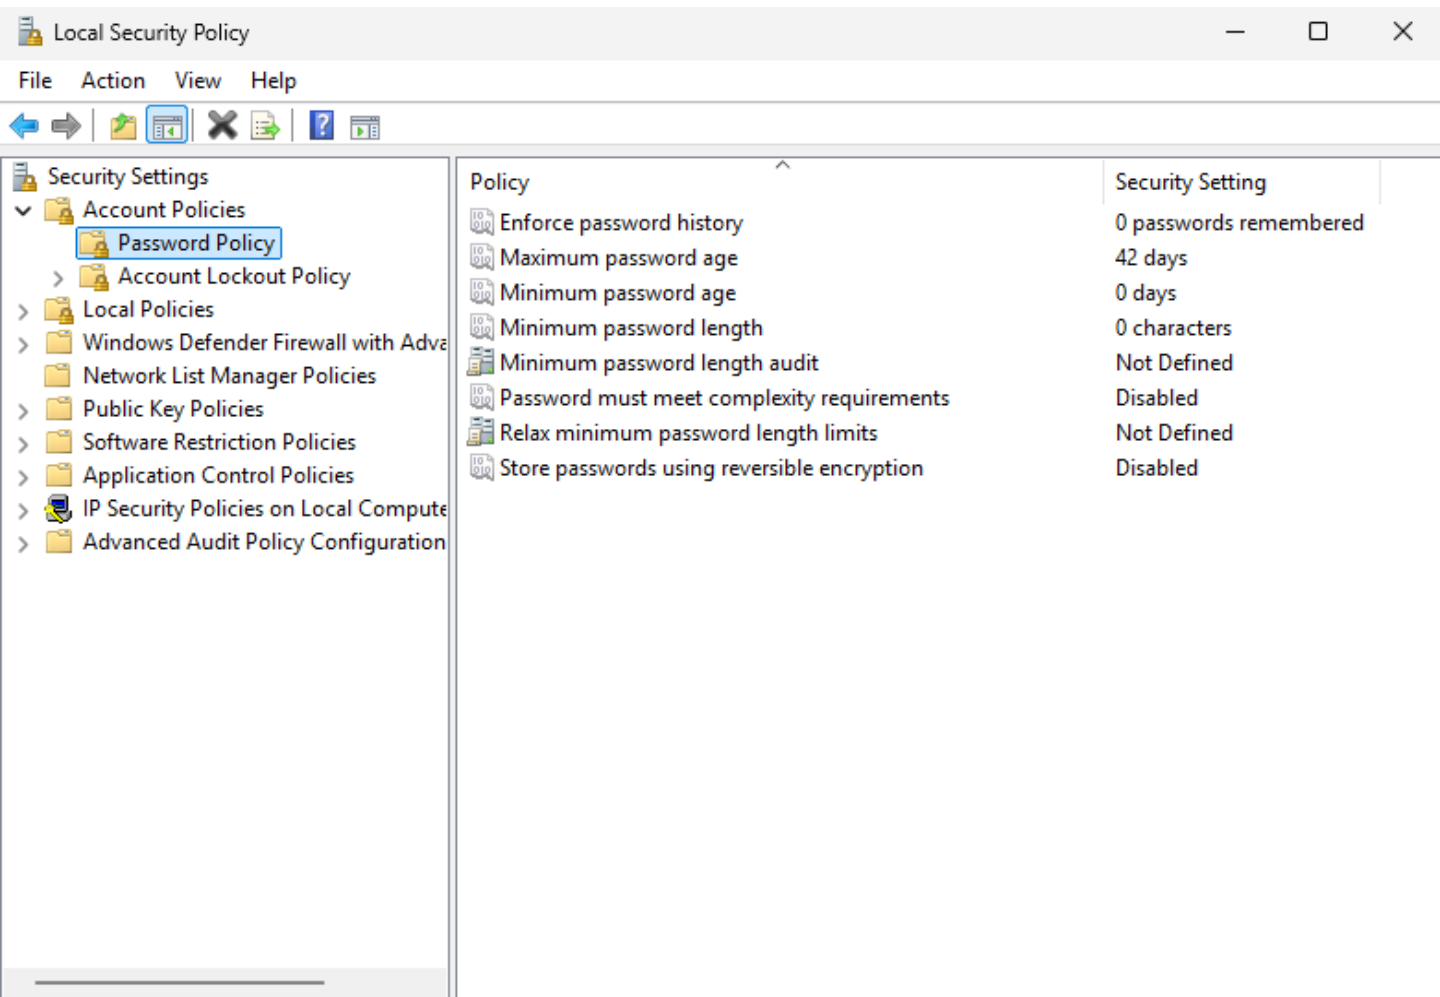 Local Security Policy
File Action View Help
Security Settings
Account Policies
Password Policy
Account Lockout Policy
Local Policies
Windows Defender Firewall with Adva
Network List Manager Policies
Public Key Policies
Software Restriction Policies
Application Control Policies
IP Security Policies on Local Compute
Advanced Audit Policy Configuration
Policy Security Setting
Enforce password history 0 passwords remembered
Maximum password age 42 days
Minimum password age 0 days
Minimum password length 0 characters
Minimum password length audit Not Defined
Password must meet complexity requirements Disabled
Relax minimum password length limits Not Defined
Store passwords using reversible encryption Disabled